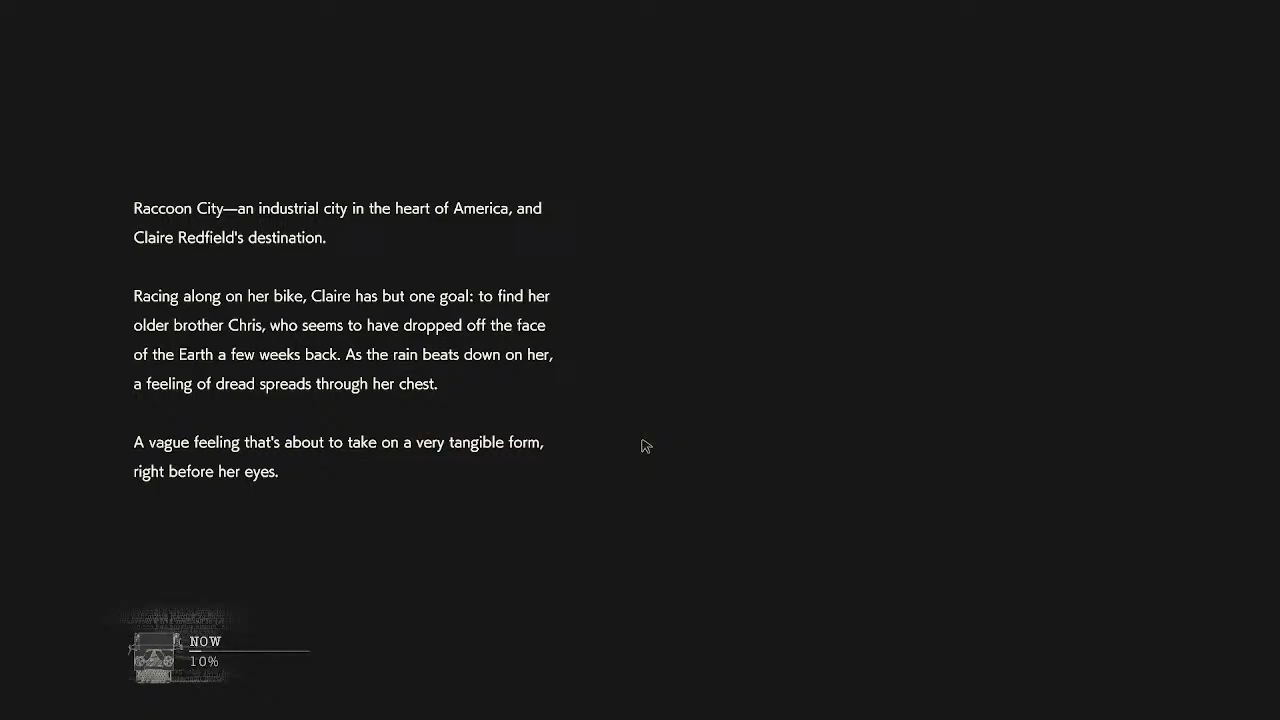 Raccoon City—an industrial city in the heart of America, and
Claire Redfield's destination.
Racing along on her bike, Claire has but one goal: to find her
older brother Chris, who seems to have dropped off the face
of the Earth a few weeks back. As the rain beats down on her,
a feeling of dread spreads through her chest.
A vague feeling that's about to take on a very tangible form,
right before her eyes.
NOW
10%